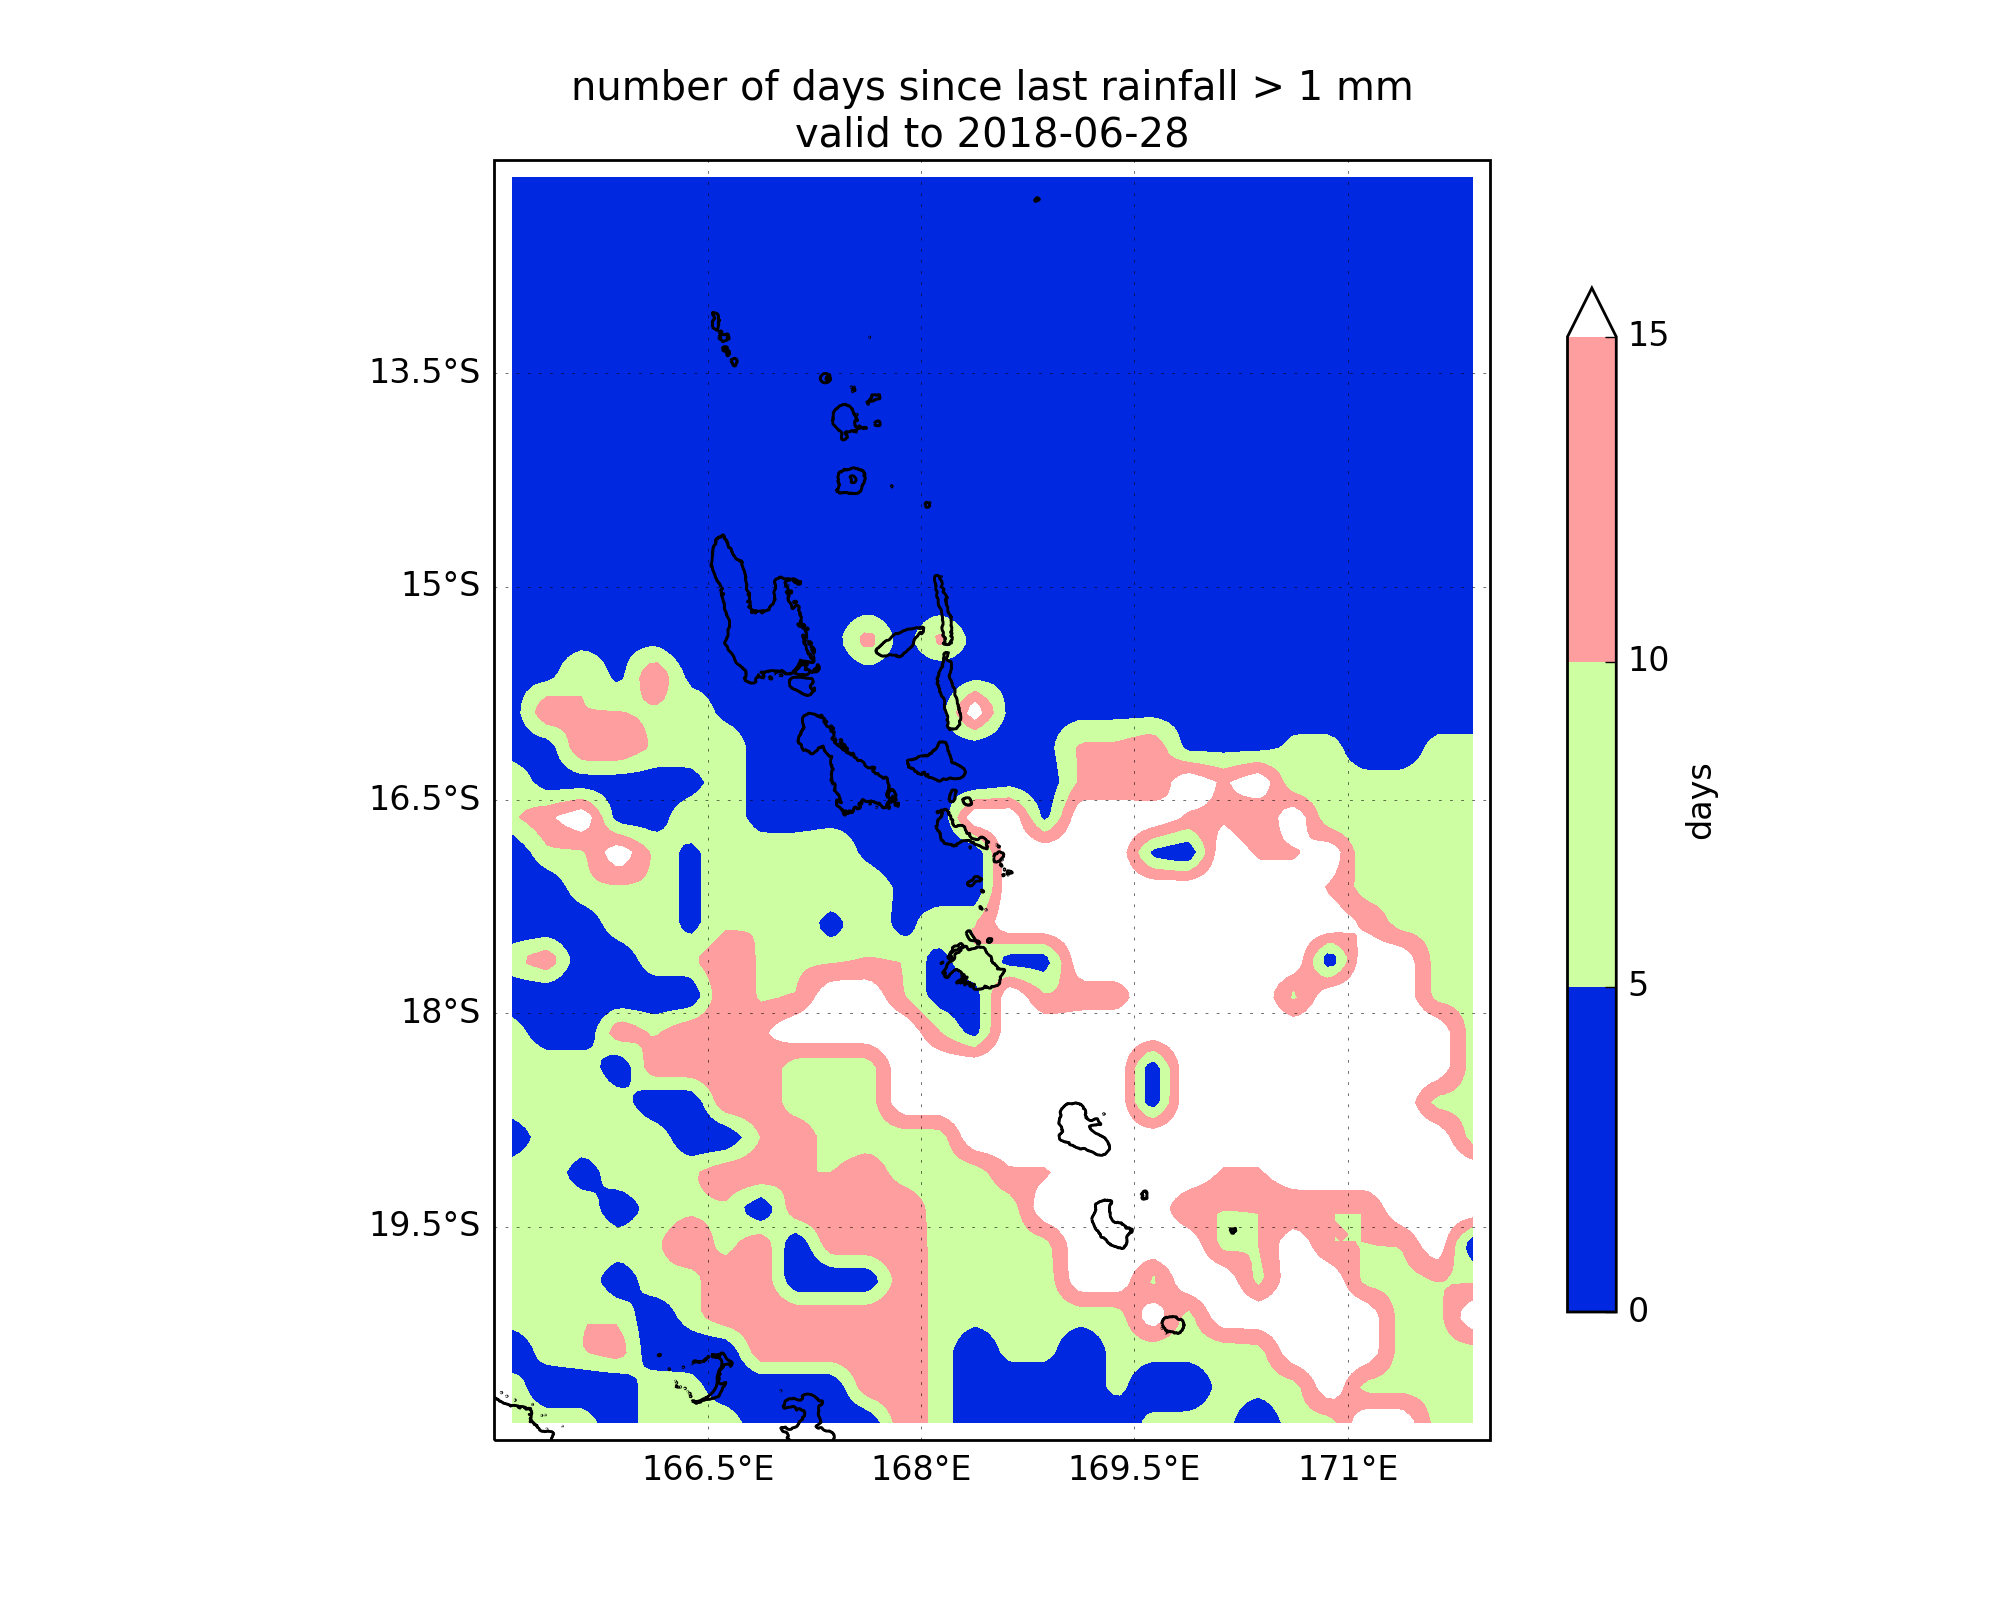 number of days since last rainfall > 1 mm
valid to 2018-06-28
13.5°S
15°S
16.5°S
18°S
19.5°S
166.5°E
168°E
169.5°E
171°E
15
10
5
0
days